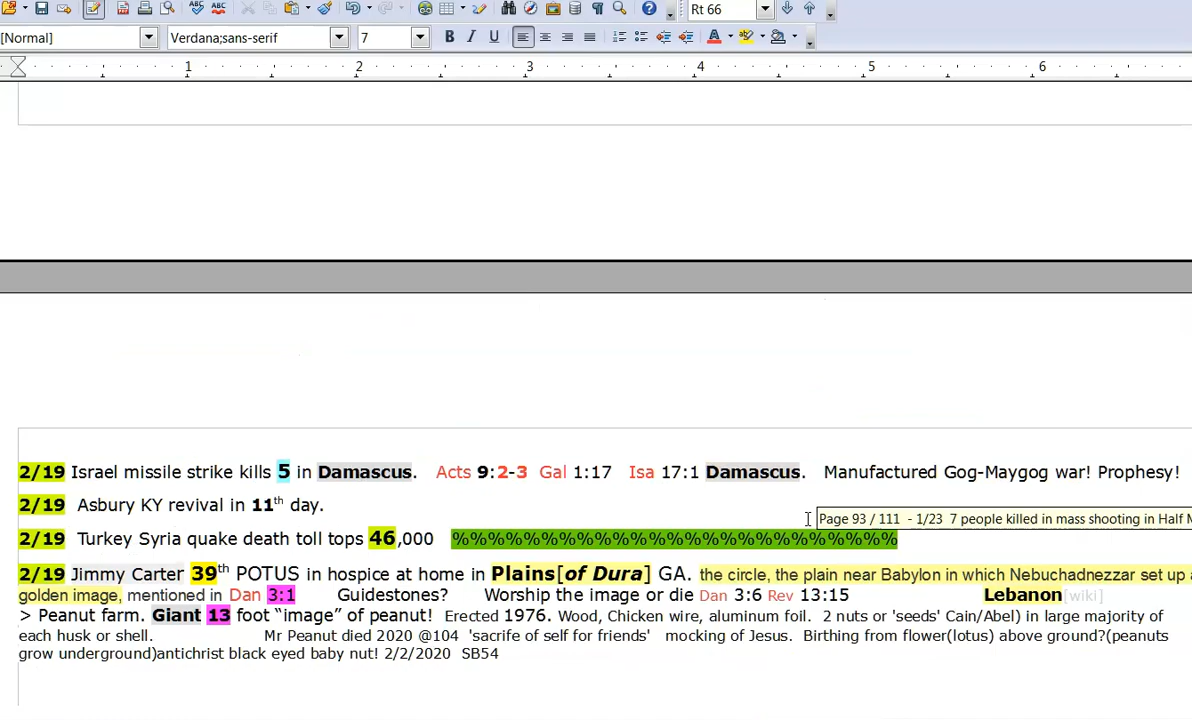 Rt 66
[Normal] Verdana;sans-serif 7 B I U
1 2 3 4 5 6
2/19 Israel missile strike kills 5 in Damascus. Acts 9:2-3 Gal 1:17 Isa 17:1 Damascus. Manufactured Gog-Maygog war! Prophesy!
2/19 Asbury KY revival in 11th day.
Page 93 / 111 - 1/23 7 people killed in mass shooting in Half M
2/19 Turkey Syria quake death toll tops 46,000 %%%%%%%%%%%%%%%%%%%%%%%%%
2/19 Jimmy Carter 39th POTUS in hospice at home in Plains[of Dura] GA. the circle, the plain near Babylon in which Nebuchadnezzar set up a
golden image, mentioned in Dan 3:1 Guidestones? Worship the image or die Dan 3:6 Rev 13:15 Lebanon[wiki]
> Peanut farm. Giant 13 foot “image” of peanut! Erected 1976. Wood, Chicken wire, aluminum foil. 2 nuts or 'seeds' Cain/Abel) in large majority of
each husk or shell. Mr Peanut died 2020 @104 'sacrife of self for friends' mocking of Jesus. Birthing from flower(lotus) above ground?(peanuts
grow underground)antichrist black eyed baby nut! 2/2/2020 SB54